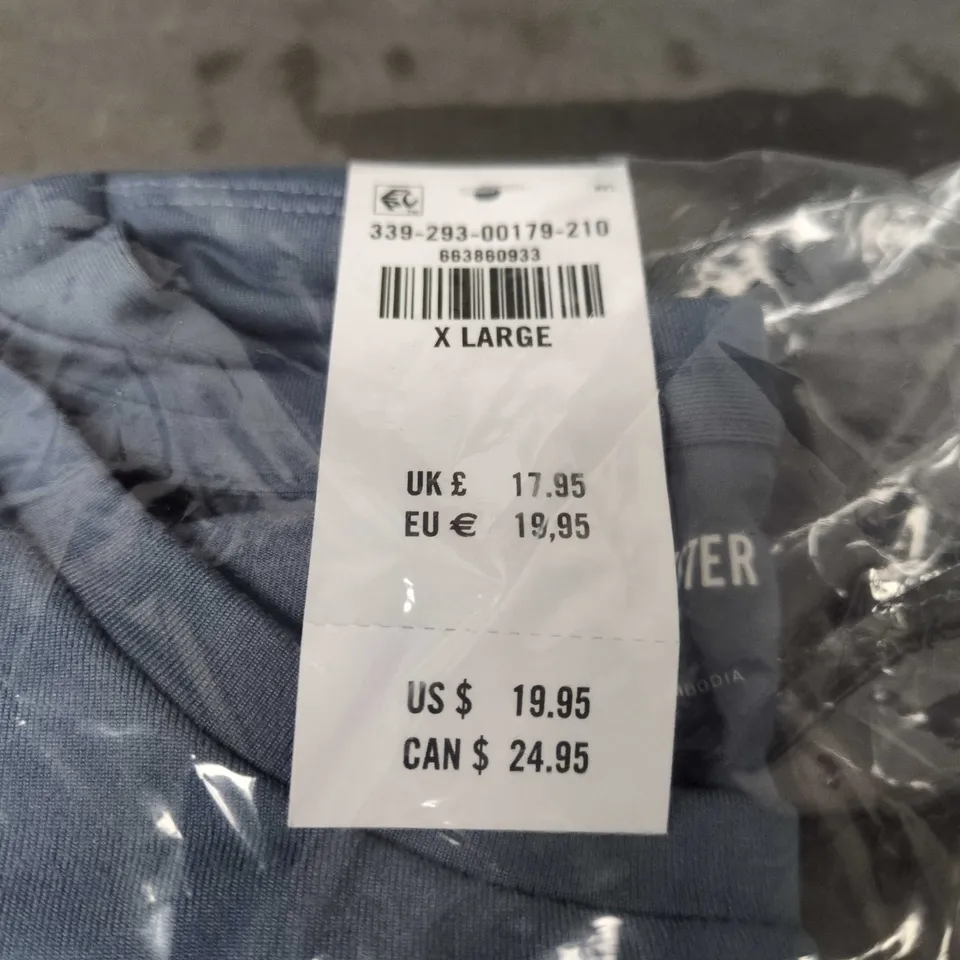 339-293-00179-210
663860933
X LARGE
UK £ 17.95
EU € 19,95
US $ 19.95
CAN $ 24.95